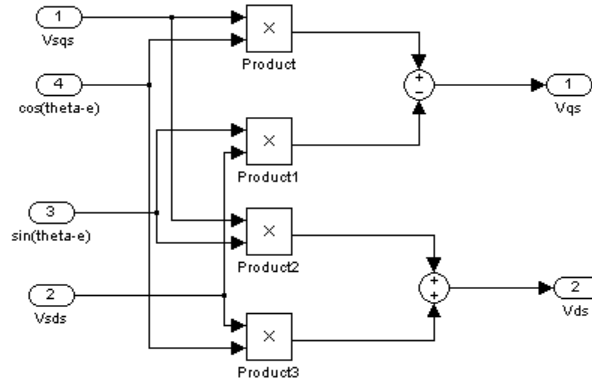 1
Vsqs
×
Product
4
cos(theta-e)
+
−
1
Vqs
×
Product1
3
sin(theta-e)
×
Product2
2
Vsds
+
+
2
Vds
×
Product3